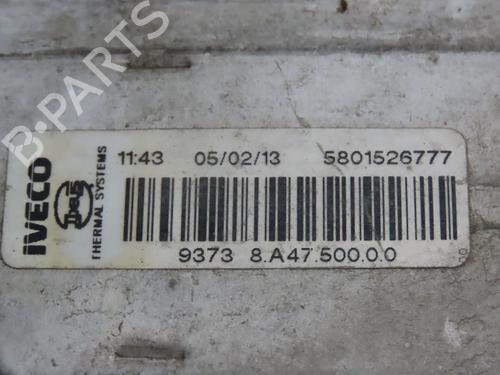 B-PARTS
IVECO
THERMAL SYSTEMS
11:43 05/02/13 5801526777
9373 8.A47.500.0.0